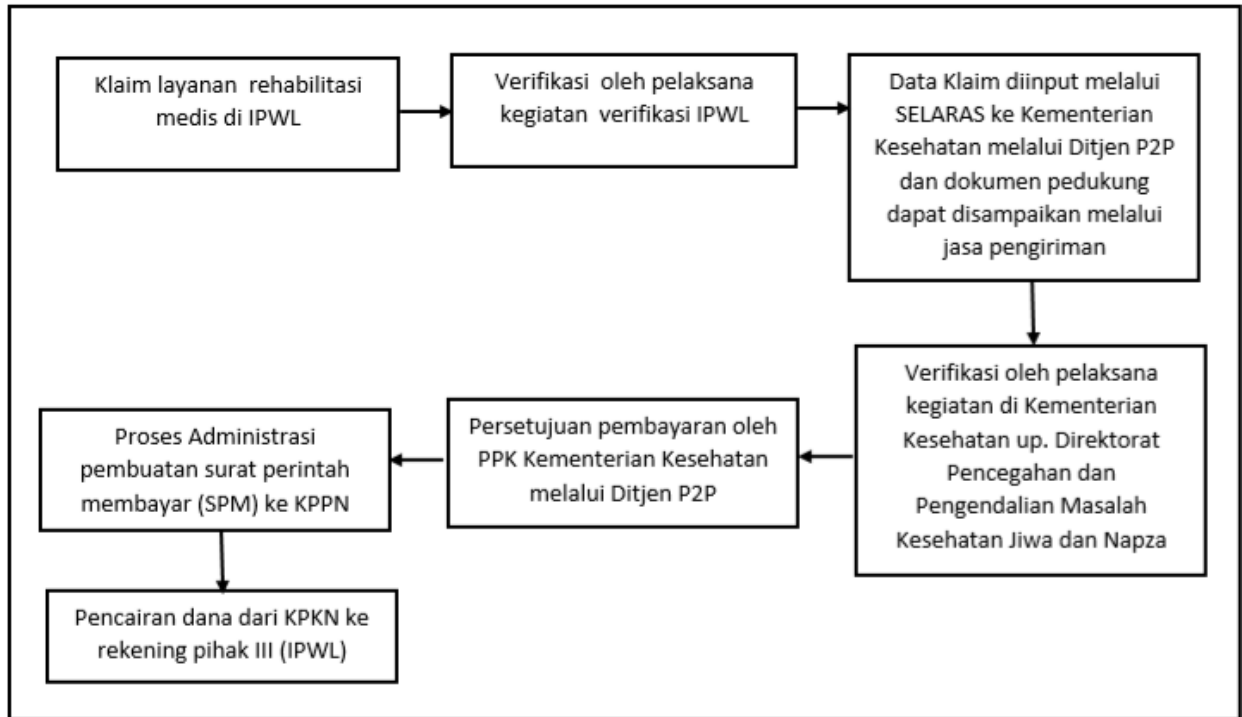 Klaim layanan rehabilitasi
medis di IPWL
Verifikasi oleh pelaksana
kegiatan verifikasi IPWL
Data Klaim diinput melalui
SELARAS ke Kementerian
Kesehatan melalui Ditjen P2P
dan dokumen pedukung
dapat disampaikan melalui
jasa pengiriman
Verifikasi oleh pelaksana
kegiatan di Kementerian
Kesehatan up. Direktorat
Pencegahan dan
Pengendalian Masalah
Kesehatan Jiwa dan Napza
Persetujuan pembayaran oleh
PPK Kementerian Kesehatan
melalui Ditjen P2P
Proses Administrasi
pembuatan surat perintah
membayar (SPM) ke KPPN
Pencairan dana dari KPKN ke
rekening pihak III (IPWL)